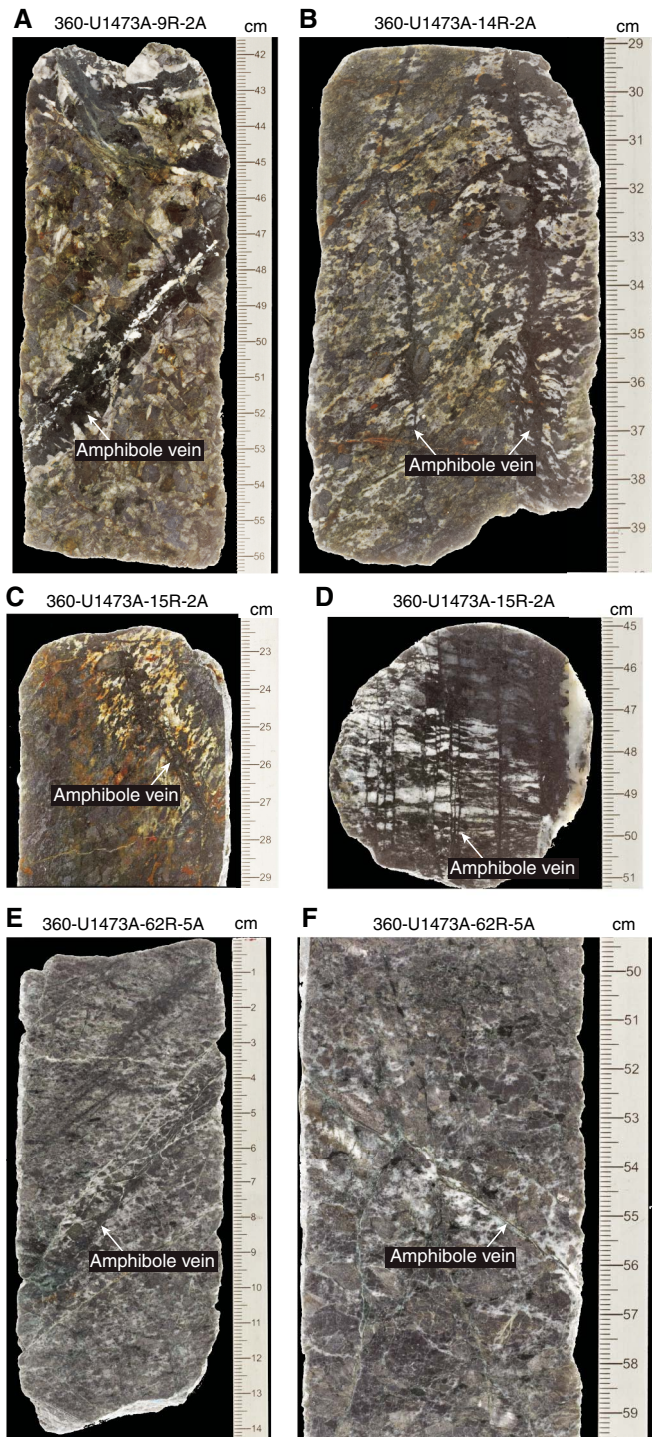 A
360-U1473A-9R-2A
cm
42
43
44
45
46
47
48
49
50
51
52
53
54
55
56
Amphibole vein
B
360-U1473A-14R-2A
cm
29
30
31
32
33
34
35
36
37
38
39
Amphibole vein
C
360-U1473A-15R-2A
cm
23
24
25
26
27
28
29
Amphibole vein
D
360-U1473A-15R-2A
cm
45
46
47
48
49
50
51
Amphibole vein
E
360-U1473A-62R-5A
cm
1
2
3
4
5
6
7
8
9
10
11
12
13
14
Amphibole vein
F
360-U1473A-62R-5A
cm
50
51
52
53
54
55
56
57
58
59
Amphibole vein